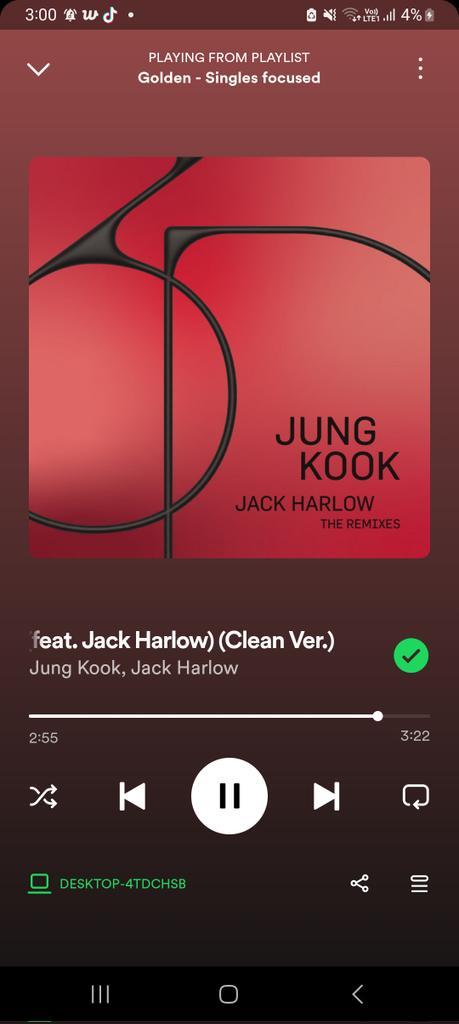 3:00
4%
PLAYING FROM PLAYLIST
Golden - Singles focused
JUNG
KOOK
JACK HARLOW
THE REMIXES
feat. Jack Harlow) (Clean Ver.)
Jung Kook, Jack Harlow
2:55
3:22
DESKTOP-4TDCHSB